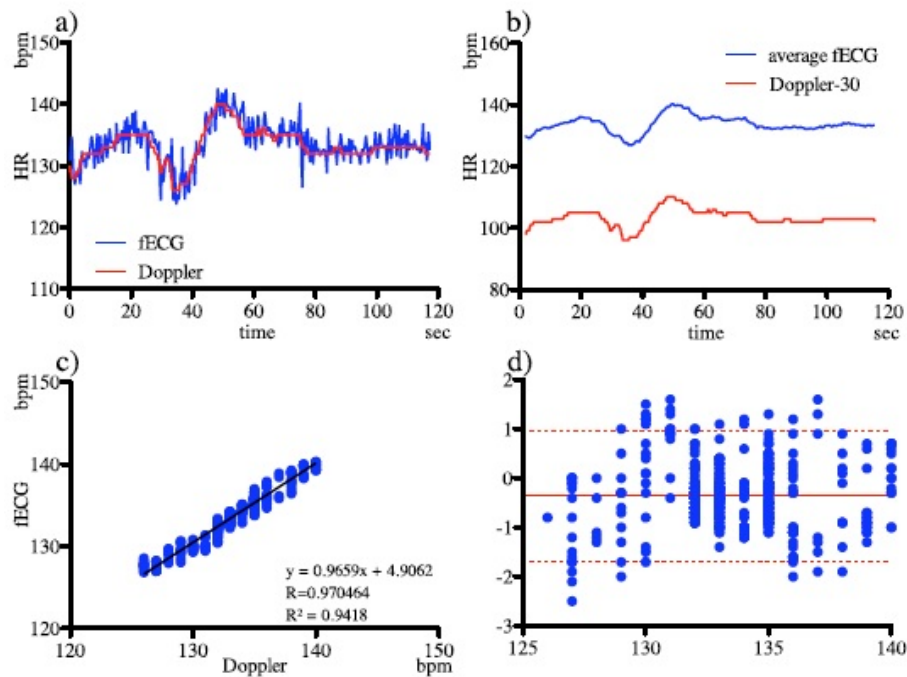 a)
bpm
150
140
130
120
110
HR
fECG
Doppler
0 20 40 60 80 100 120
time
sec
b)
bpm
160
140
120
100
80
HR
average fECG
Doppler-30
0 20 40 60 80 100 120
time
sec
c)
bpm
150
140
130
120
fECG
y = 0.9659x + 4.9062
R=0.970464
R² = 0.9418
120 130 140 150
Doppler
bpm
d)
2
1
0
-1
-2
-3
125 130 135 140